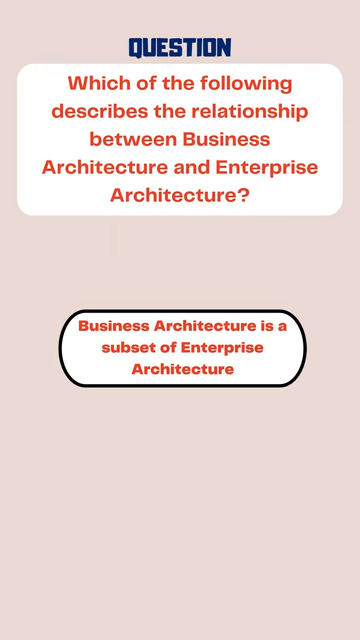 QUESTION
Which of the following
describes the relationship
between Business
Architecture and Enterprise
Architecture?
Business Architecture is a
subset of Enterprise
Architecture